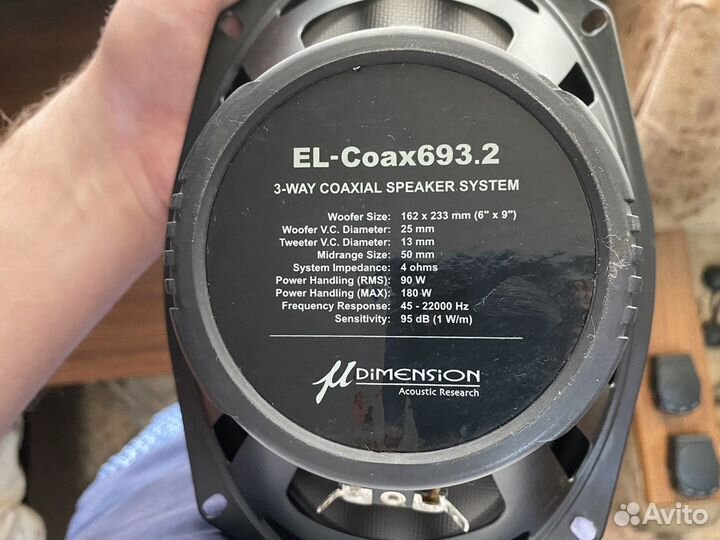 EL-Coax693.2
3-WAY COAXIAL SPEAKER SYSTEM
Woofer Size: 162 x 233 mm (6" x 9")
Woofer V.C. Diameter: 25 mm
Tweeter V.C. Diameter: 13 mm
Midrange Size: 50 mm
System Impedance: 4 ohms
Power Handling (RMS): 90 W
Power Handling (MAX): 180 W
Frequency Response: 45 - 22000 Hz
Sensitivity: 95 dB (1 W/m)
μ DiMENSiON
Acoustic Research
Avito